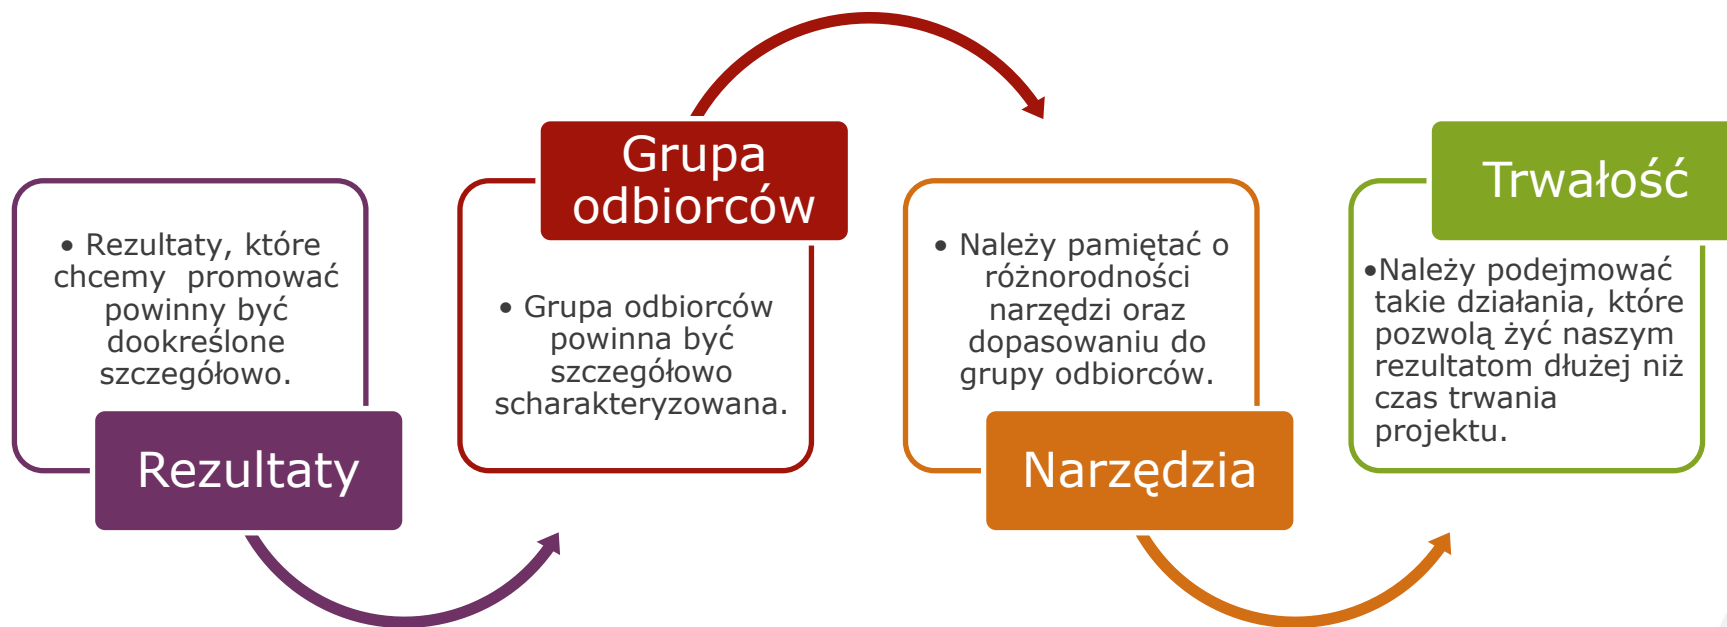 • Rezultaty, które
chcemy promować
powinny być
dookreślone
szczegółowo.
Rezultaty
Grupa
odbiorców
• Grupa odbiorców
powinna być
szczegółowo
scharakteryzowana.
• Należy pamiętać o
różnorodności
narzędzi oraz
dopasowaniu do
grupy odbiorców.
Narzędzia
Trwałość
•Należy podejmować
takie działania, które
pozwolą żyć naszym
rezultatom dłużej niż
czas trwania
projektu.